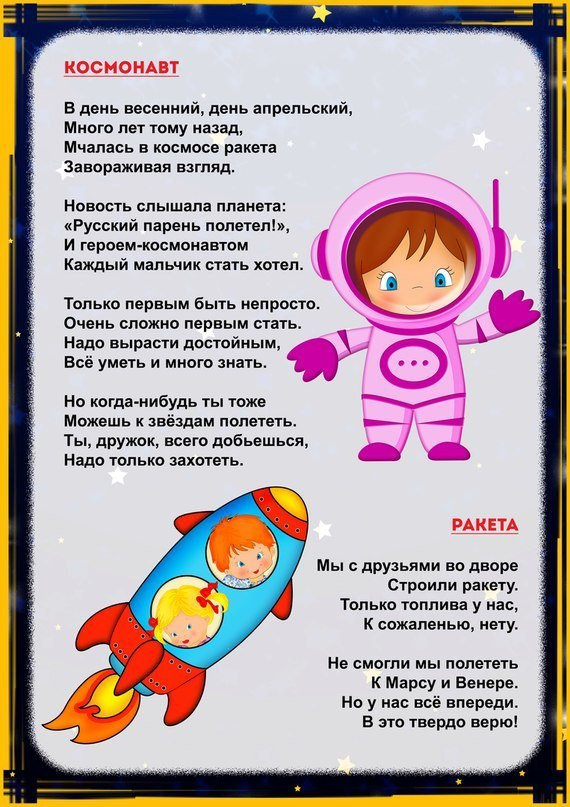 КОСМОНАВТ
В день весенний, день апрельский,
Много лет тому назад,
Мчалась в космосе ракета
Завораживая взгляд.
Новость слышала планета:
«Русский парень полетел!»,
И героем-космонавтом
Каждый мальчик стать хотел.
Только первым быть непросто.
Очень сложно первым стать.
Надо вырасти достойным,
Всё уметь и много знать.
Но когда-нибудь ты тоже
Можешь к звёздам полететь.
Ты, дружок, всего добьешься,
Надо только захотеть.
РАКЕТА
Мы с друзьями во дворе
Строили ракету.
Только топлива у нас,
К сожаленью, нету.
Не смогли мы полететь
К Марсу и Венере.
Но у нас всё впереди.
В это твердо верю!